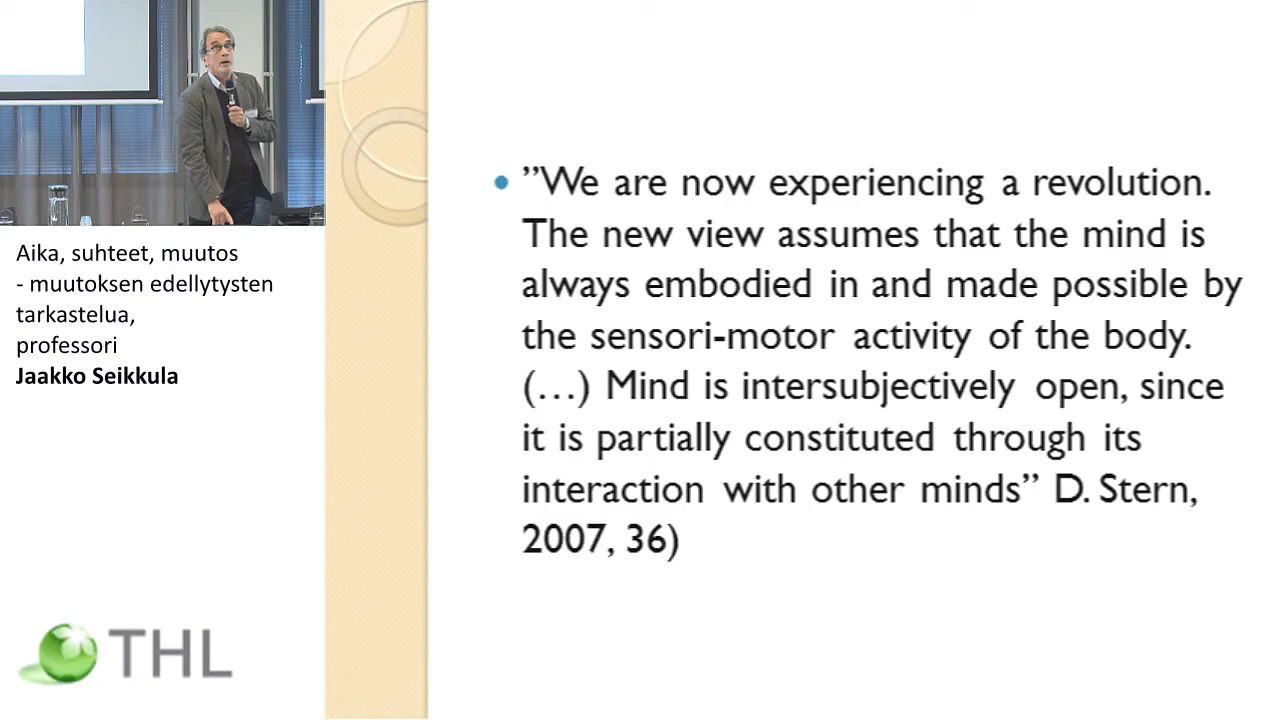 Aika, suhteet, muutos
- muutoksen edellytysten
tarkastelua,
professori
Jaakko Seikkula
THL
”We are now experiencing a revolution.
The new view assumes that the mind is
always embodied in and made possible by
the sensori-motor activity of the body.
(…) Mind is intersubjectively open, since
it is partially constituted through its
interaction with other minds” D. Stern,
2007, 36)